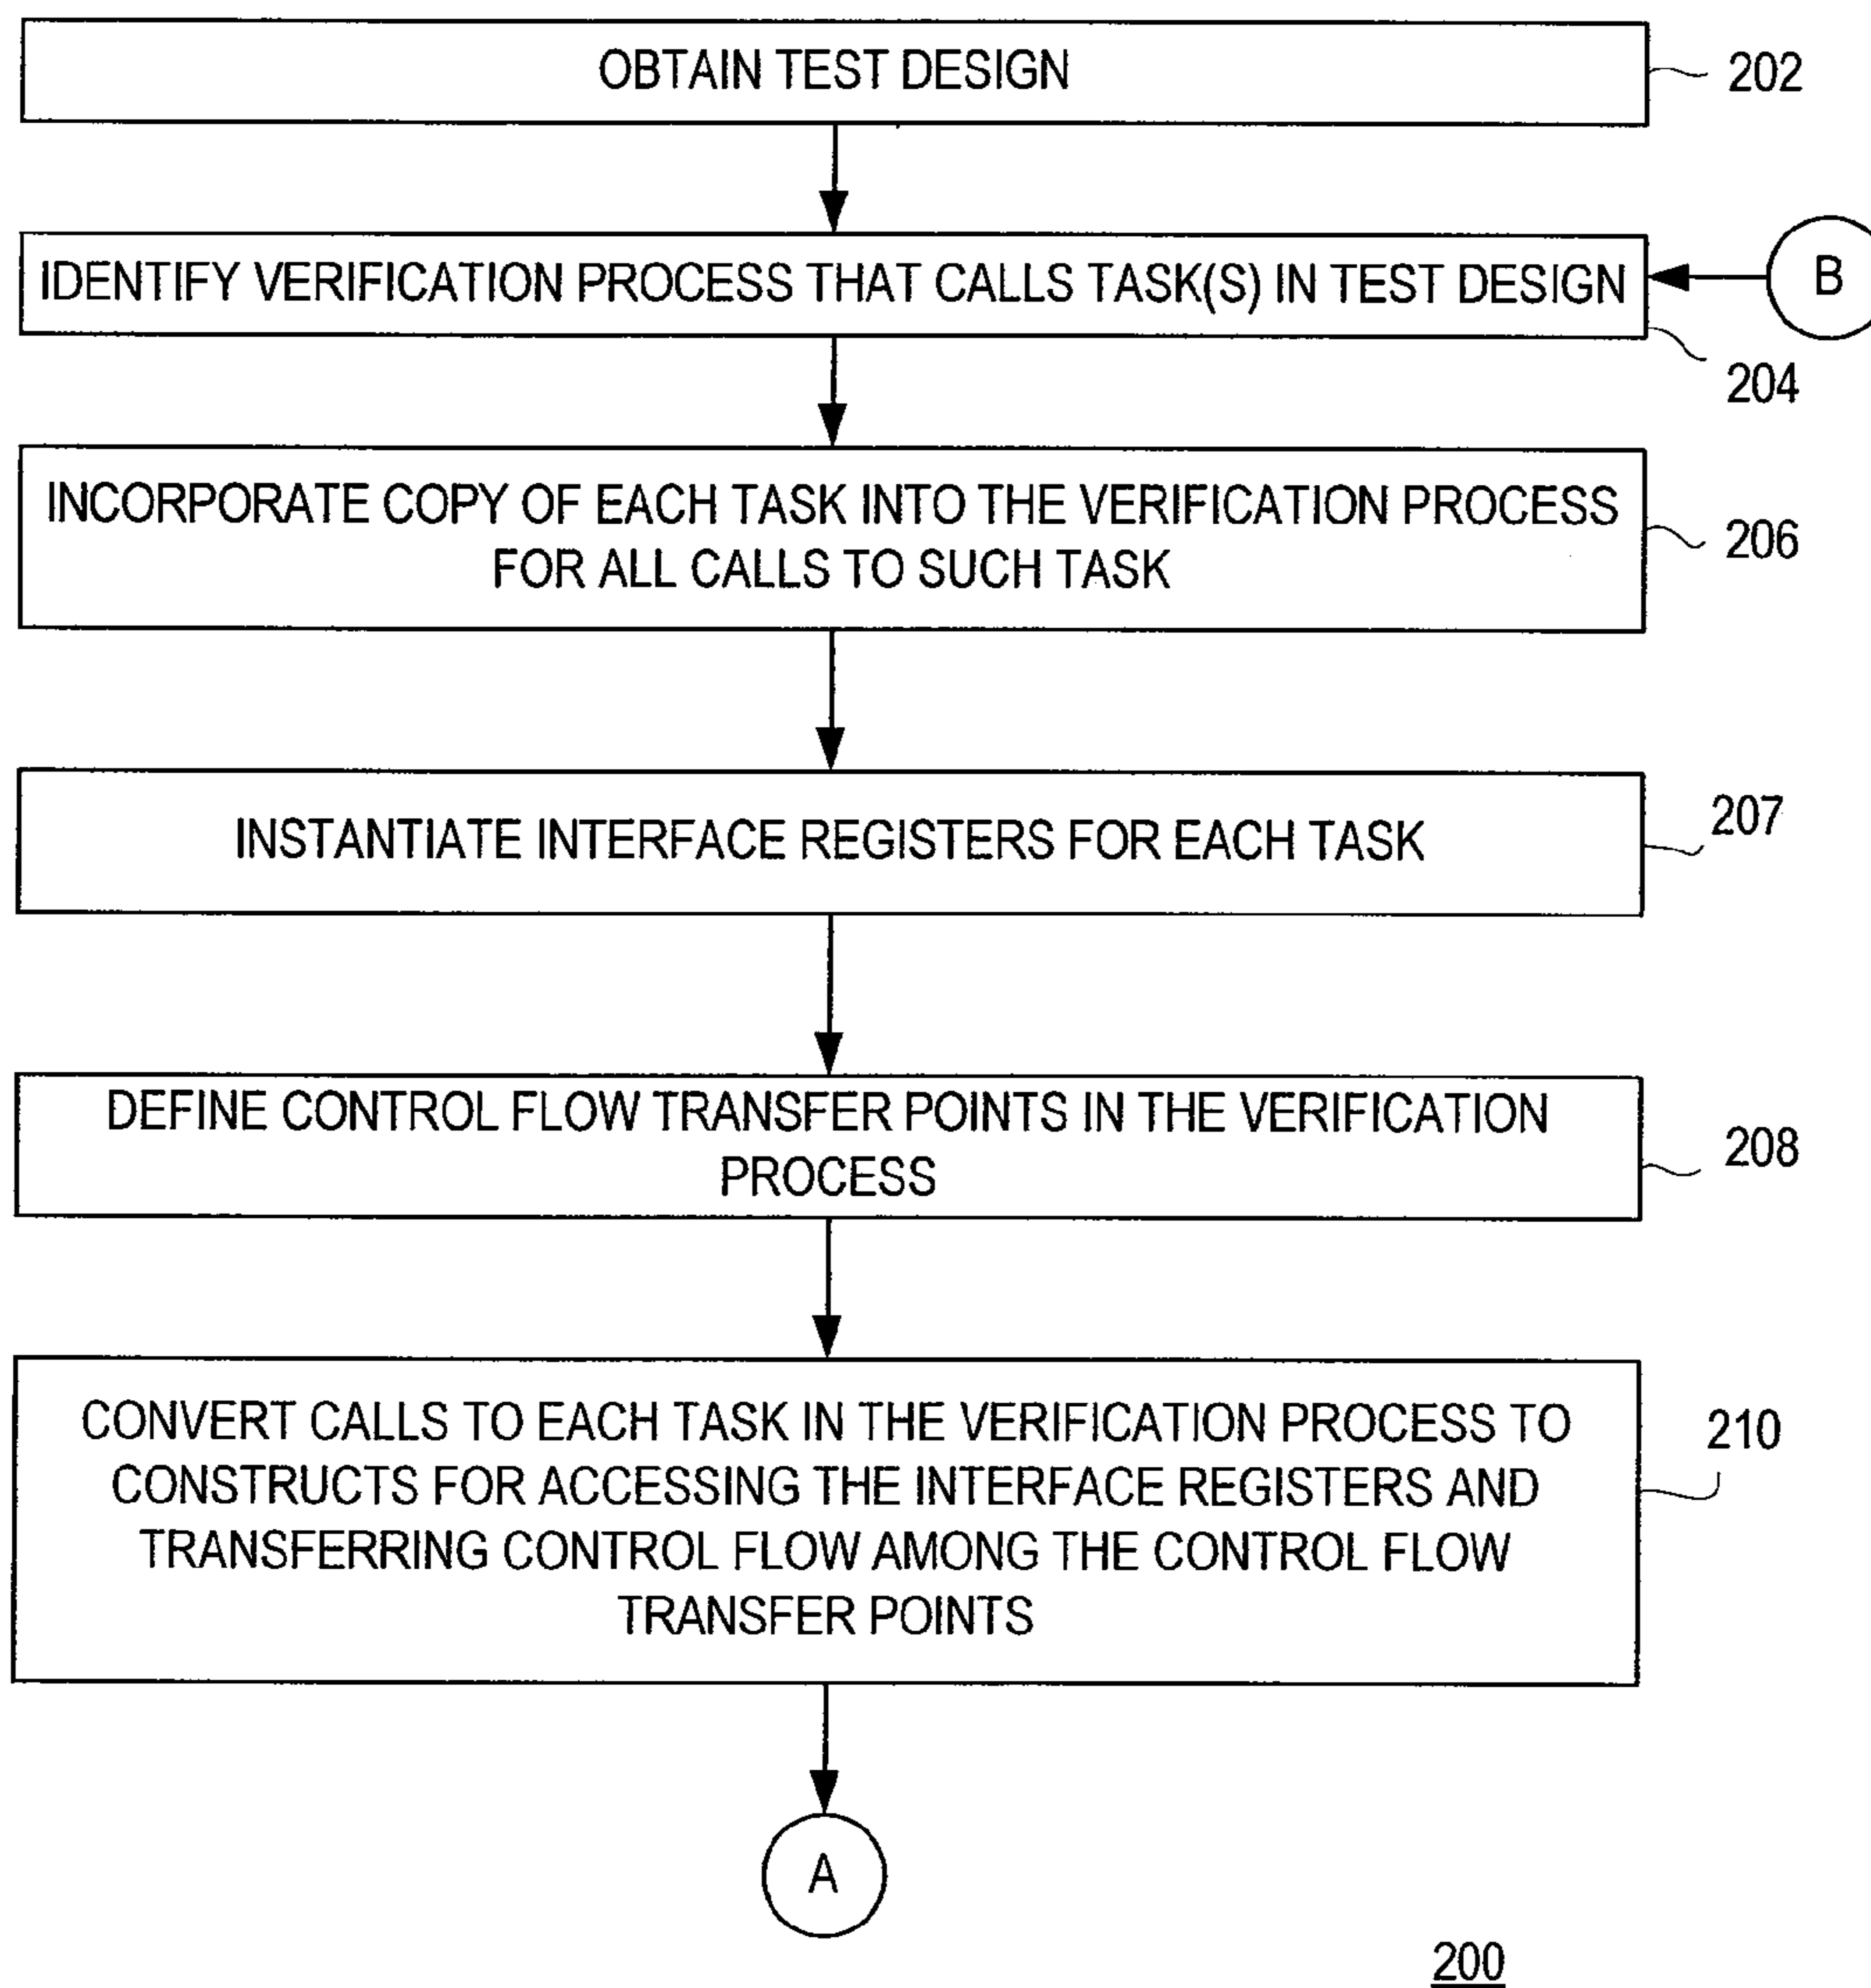 OBTAIN TEST DESIGN
202
IDENTIFY VERIFICATION PROCESS THAT CALLS TASK(S) IN TEST DESIGN
B
204
INCORPORATE COPY OF EACH TASK INTO THE VERIFICATION PROCESS
FOR ALL CALLS TO SUCH TASK
206
INSTANTIATE INTERFACE REGISTERS FOR EACH TASK
207
DEFINE CONTROL FLOW TRANSFER POINTS IN THE VERIFICATION
PROCESS
208
CONVERT CALLS TO EACH TASK IN THE VERIFICATION PROCESS TO
CONSTRUCTS FOR ACCESSING THE INTERFACE REGISTERS AND
TRANSFERRING CONTROL FLOW AMONG THE CONTROL FLOW
TRANSFER POINTS
210
A
200